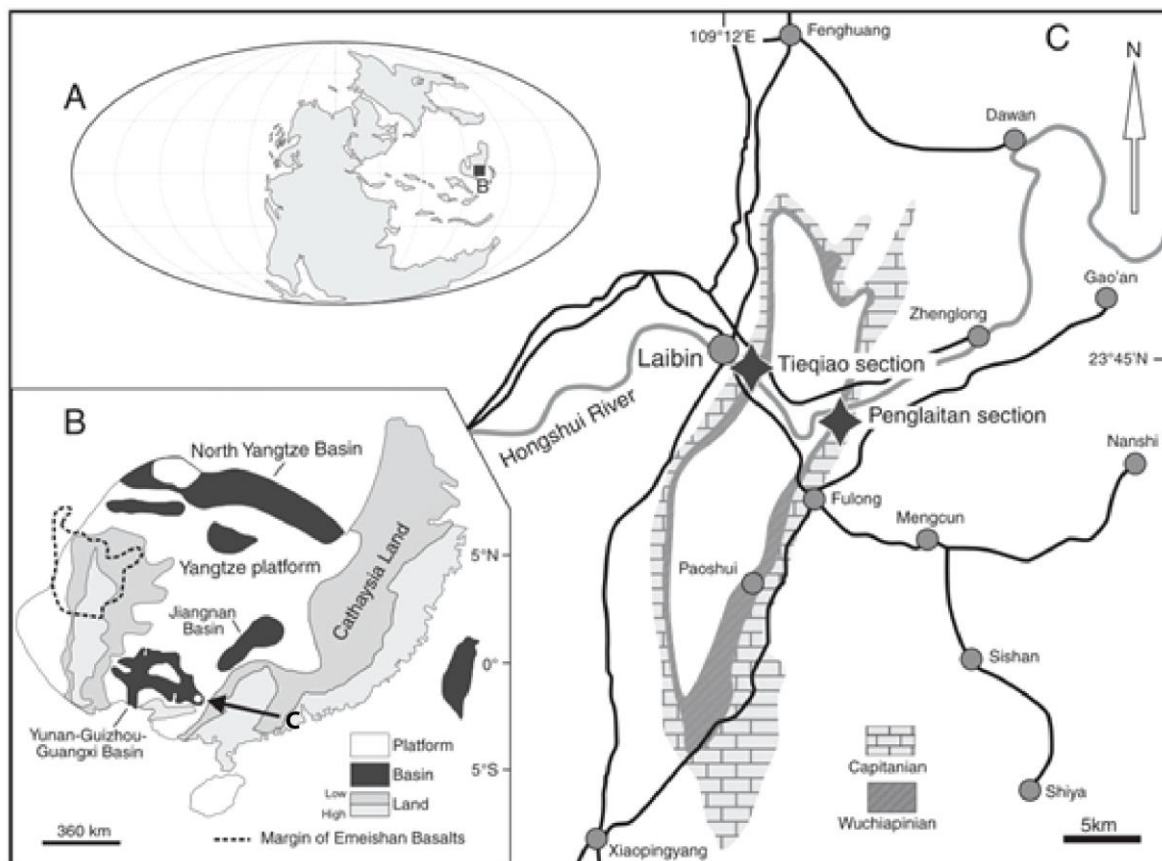 A
B
109°12'E
Fenghuang
C
N
Dawan
Gao'an
Zhenglong
23°45'N
Laibin
Tieqiao section
Hongshui River
Penglaitan section
Nanshi
Fulong
Mengcun
Paoshui
Sishan
Shiya
Xiaopingyang
Capitanian
Wuchiapinian
5km
B
North Yangtze
Basin
Yangtze platform
Jiangnan
Basin
Cathaysia Land
5°N
0°
5°S
C
Yunan-Guizhou-
Guangxi Basin
Platform
Basin
Low
High
Land
360 km
Margin of Emeishan Basalts